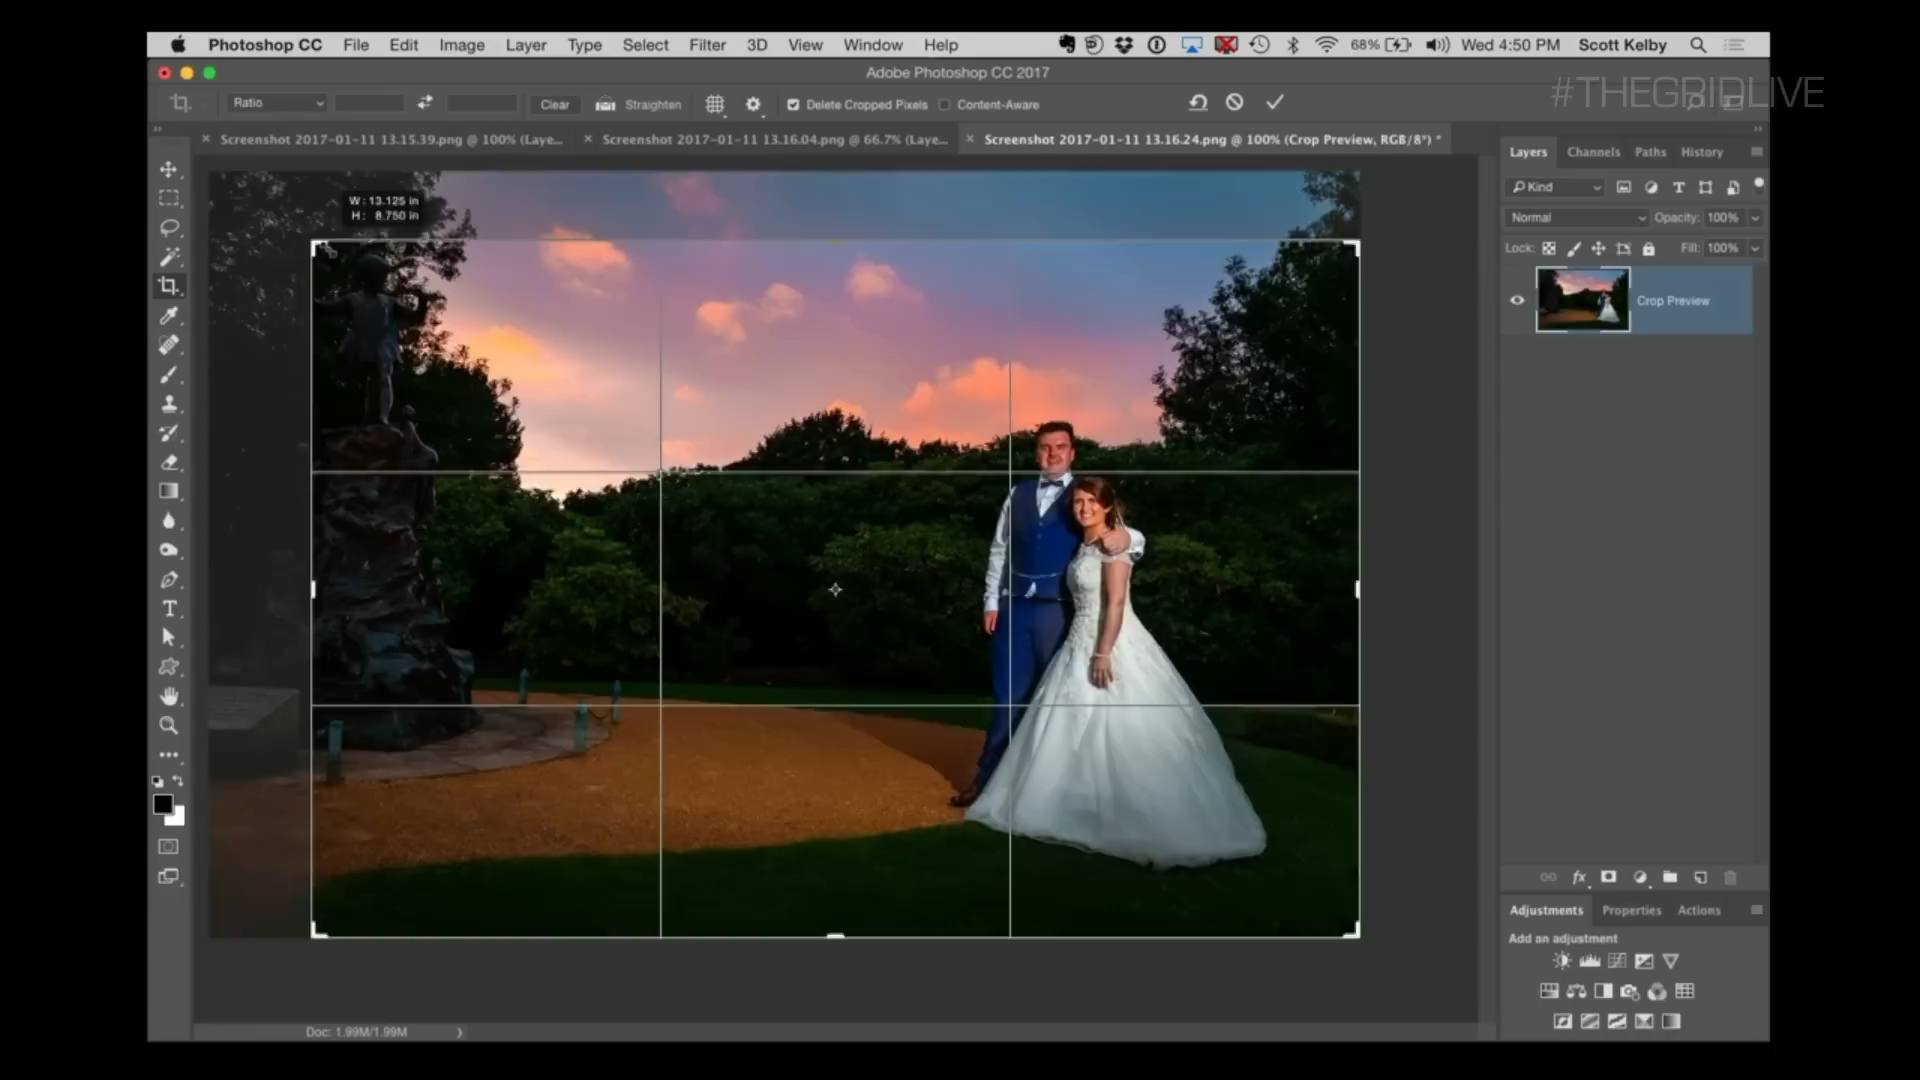 Photoshop CC File Edit Image Layer Type Select Filter 3D View Window Help 68% Wed 4:50 PM Scott Kelby
Adobe Photoshop CC 2017
#THEGRIDLIVE
Ratio Clear Straighten Delete Cropped Pixels Content-Aware
Screenshot 2017-01-11 13.15.39.png @ 100% (Laye... Screenshot 2017-01-11 13.16.04.png @ 66.7% (Laye... Screenshot 2017-01-11 13.16.24.png @ 100% (Crop Preview, RGB/8*) *
Layers Channels Paths History
Kind
W: 13.125 in
H: 8.750 in
Normal Opacity: 100%
Lock: Fill: 100%
Crop Preview
fx
Adjustments Properties Actions
Add an adjustment
Doc: 1.99M/1.99M